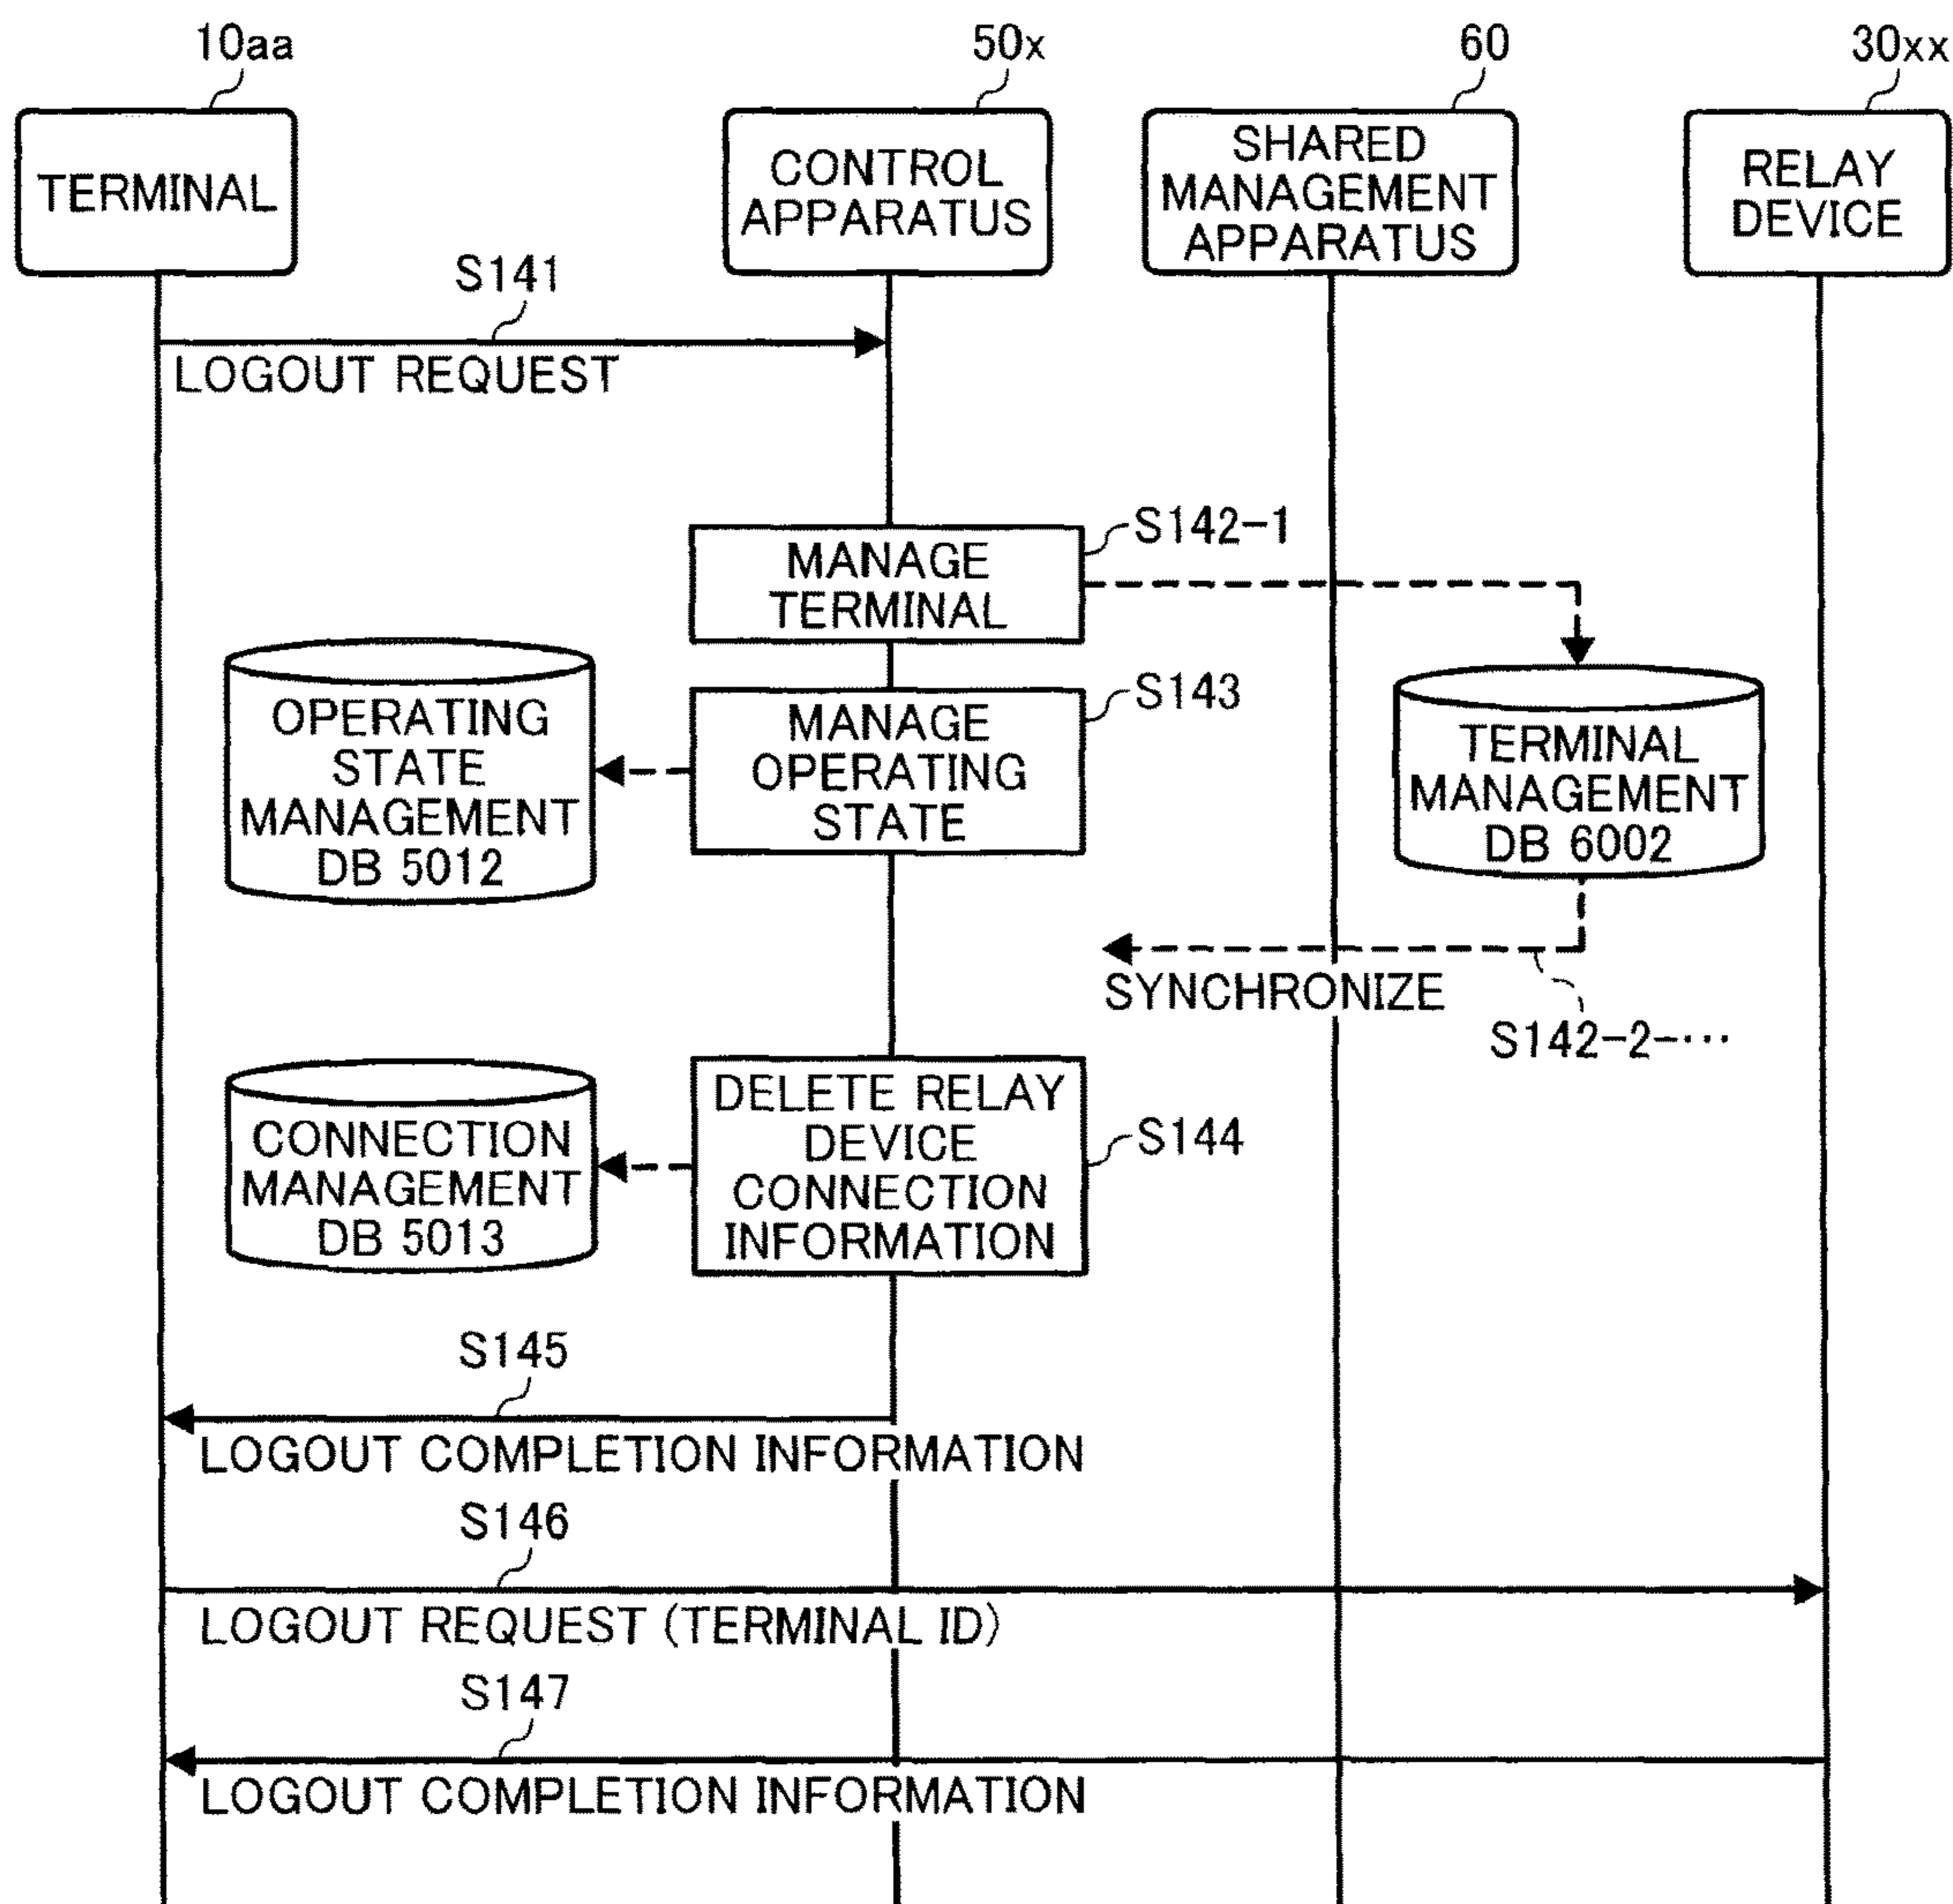 10aa
50x
60
30xx
TERMINAL
CONTROL
APPARATUS
SHARED
MANAGEMENT
APPARATUS
RELAY
DEVICE
S141
LOGOUT REQUEST
S142-1
MANAGE
TERMINAL
S143
OPERATING
STATE
MANAGEMENT
DB 5012
MANAGE
OPERATING
STATE
TERMINAL
MANAGEMENT
DB 6002
SYNCHRONIZE
S142-2-···
CONNECTION
MANAGEMENT
DB 5013
DELETE RELAY
DEVICE
CONNECTION
INFORMATION
S144
S145
LOGOUT COMPLETION INFORMATION
S146
LOGOUT REQUEST (TERMINAL ID)
S147
LOGOUT COMPLETION INFORMATION